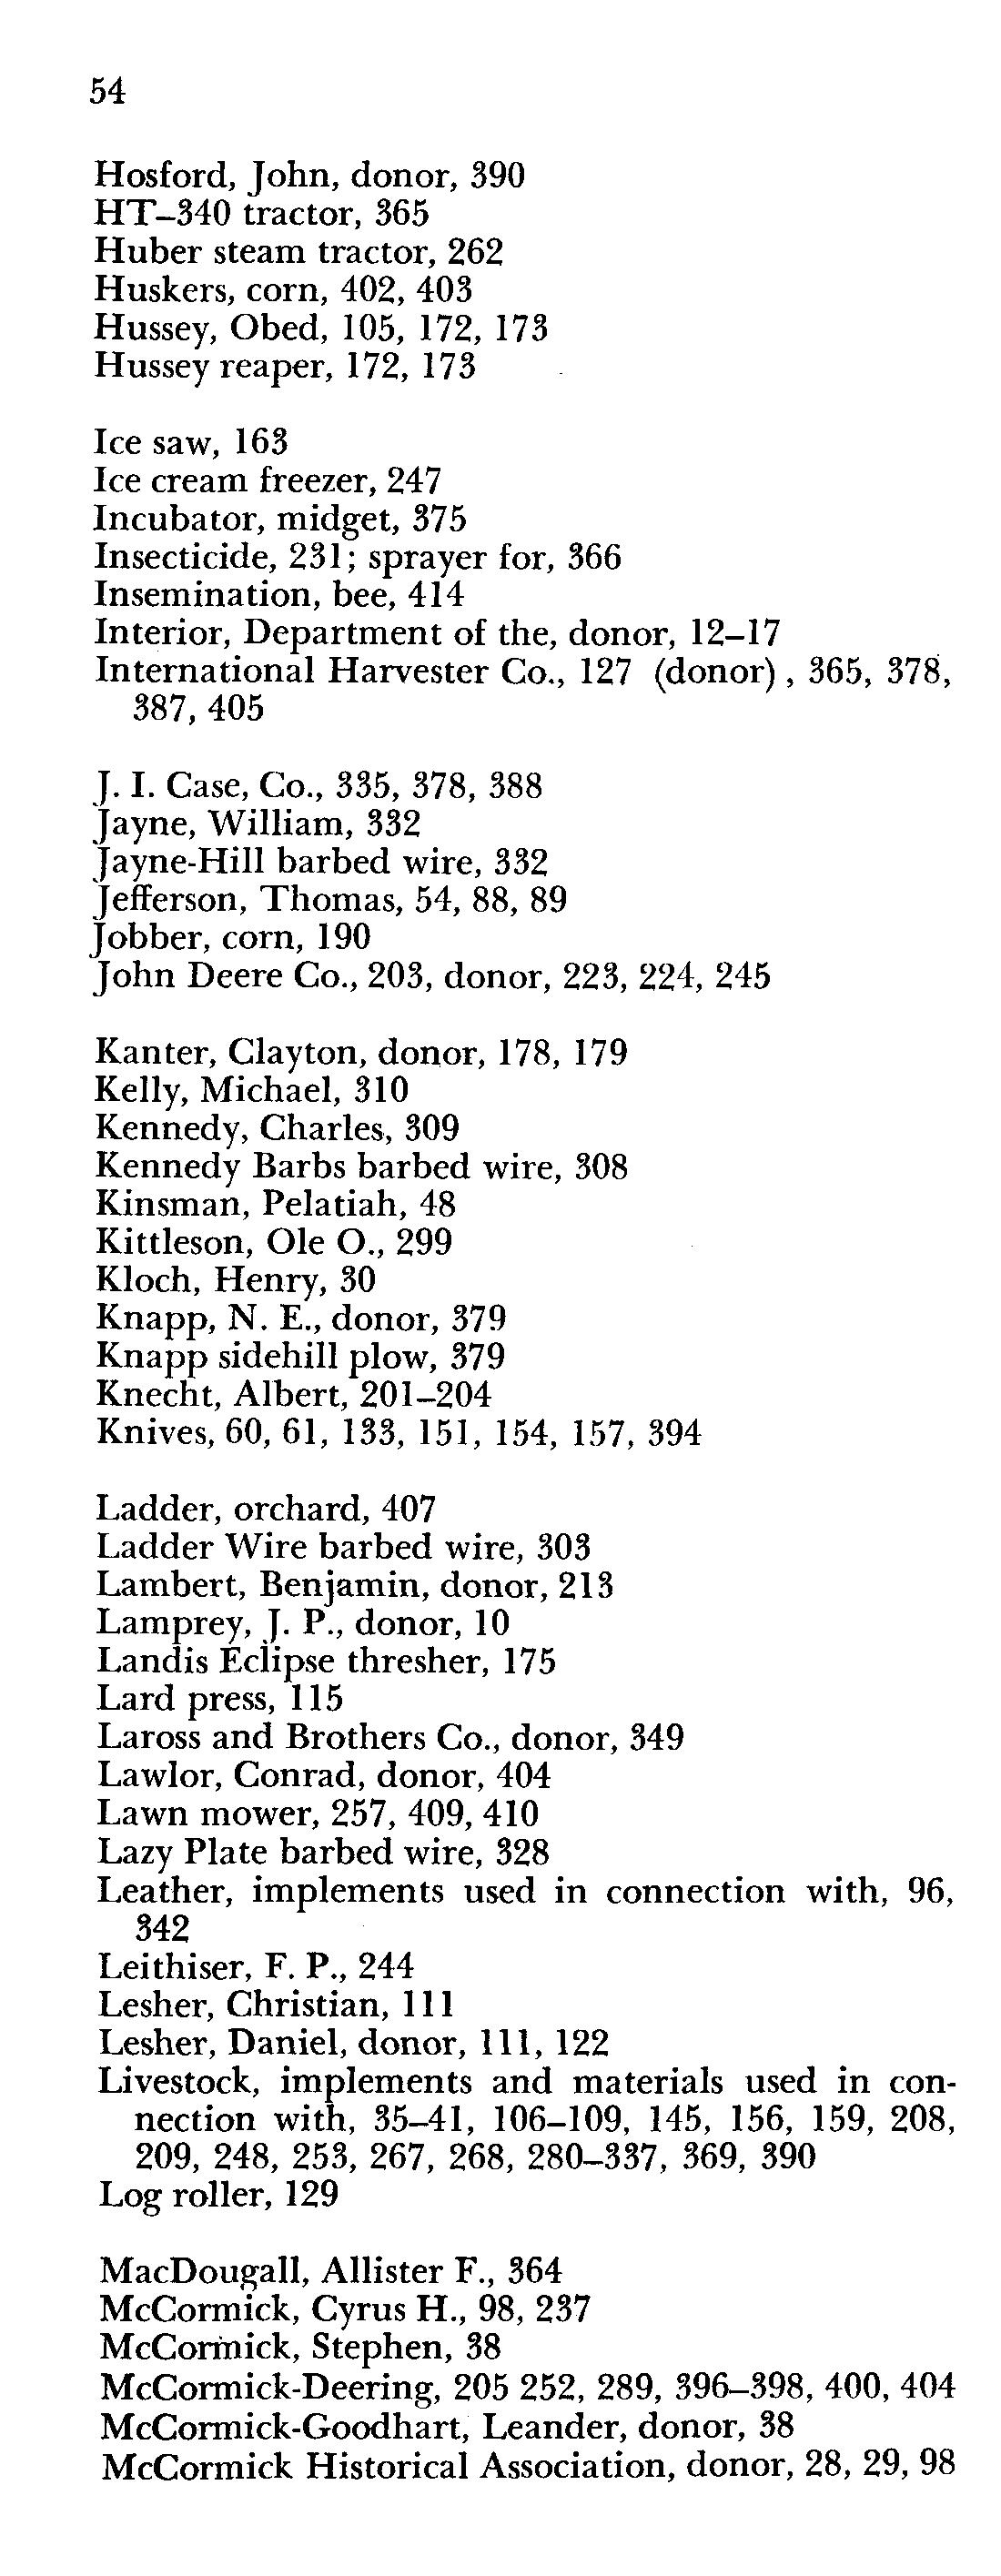 54
Hosford, John, donor, 390
HT–340 tractor, 365
Huber steam tractor, 262
Huskers, corn, 402, 403
Hussey, Obed, 105, 172, 173
Hussey reaper, 172, 173
Ice saw, 163
Ice cream freezer, 247
Incubator, midget, 375
Insecticide, 231; sprayer for, 366
Insemination, bee, 414
Interior, Department of the, donor, 12–17
International Harvester Co., 127 (donor), 365, 378,
387, 405
J. I. Case, Co., 335, 378, 388
Jayne, William, 332
Jayne-Hill barbed wire, 332
Jefferson, Thomas, 54, 88, 89
Jobber, corn, 190
John Deere Co., 203, donor, 223, 224, 245
Kanter, Clayton, donor, 178, 179
Kelly, Michael, 310
Kennedy, Charles, 309
Kennedy Barbs barbed wire, 308
Kinsman, Pelatiah, 48
Kittleson, Ole O., 299
Kloch, Henry, 30
Knapp, N. E., donor, 379
Knapp sidehill plow, 379
Knecht, Albert, 201–204
Knives, 60, 61, 133, 151, 154, 157, 394
Ladder, orchard, 407
Ladder Wire barbed wire, 303
Lambert, Benjamin, donor, 213
Lamprey, J. P., donor, 10
Landis Eclipse thresher, 175
Lard press, 115
Laross and Brothers Co., donor, 349
Lawlor, Conrad, donor, 404
Lawn mower, 257, 409, 410
Lazy Plate barbed wire, 328
Leather, implements used in connection with, 96,
342
Leithiser, F. P., 244
Lesher, Christian, 111
Lesher, Daniel, donor, 111, 122
Livestock, implements and materials used in con-
nection with, 35–41, 106–109, 145, 156, 159, 208,
209, 248, 253, 267, 268, 280–337, 369, 390
Log roller, 129
MacDougall, Allister F., 364
McCormick, Cyrus H., 98, 237
McCormick, Stephen, 38
McCormick-Deering, 205 252, 289, 396–398, 400, 404
McCormick-Goodhart, Leander, donor, 38
McCormick Historical Association, donor, 28, 29, 98